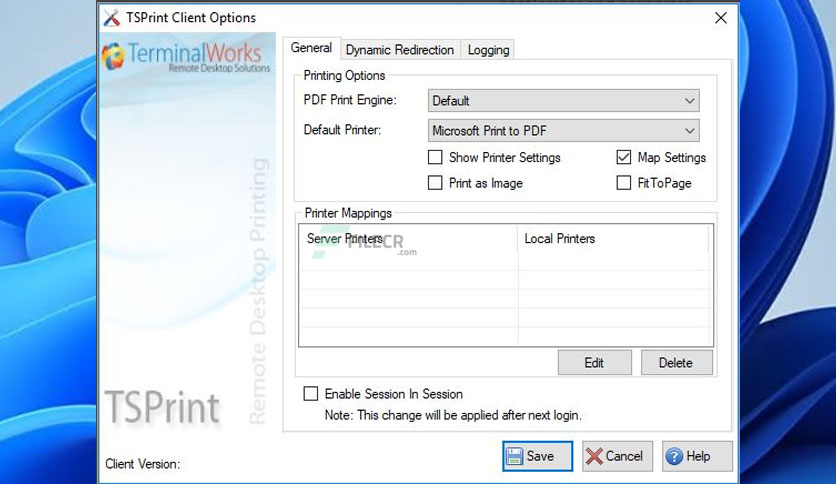 TSPrint Client Options
TerminalWorks
Remote Desktop Solutions
General
Dynamic Redirection
Logging
Printing Options
PDF Print Engine:
Default
Default Printer:
Microsoft Print to PDF
Show Printer Settings
Map Settings
Print as Image
FitToPage
Printer Mappings
Server Printers
Local Printers
FILECR
.com
Edit
Delete
Enable Session In Session
Note: This change will be applied after next login.
Remote Desktop Printing
TSPrint
Client Version:
Save
Cancel
Help